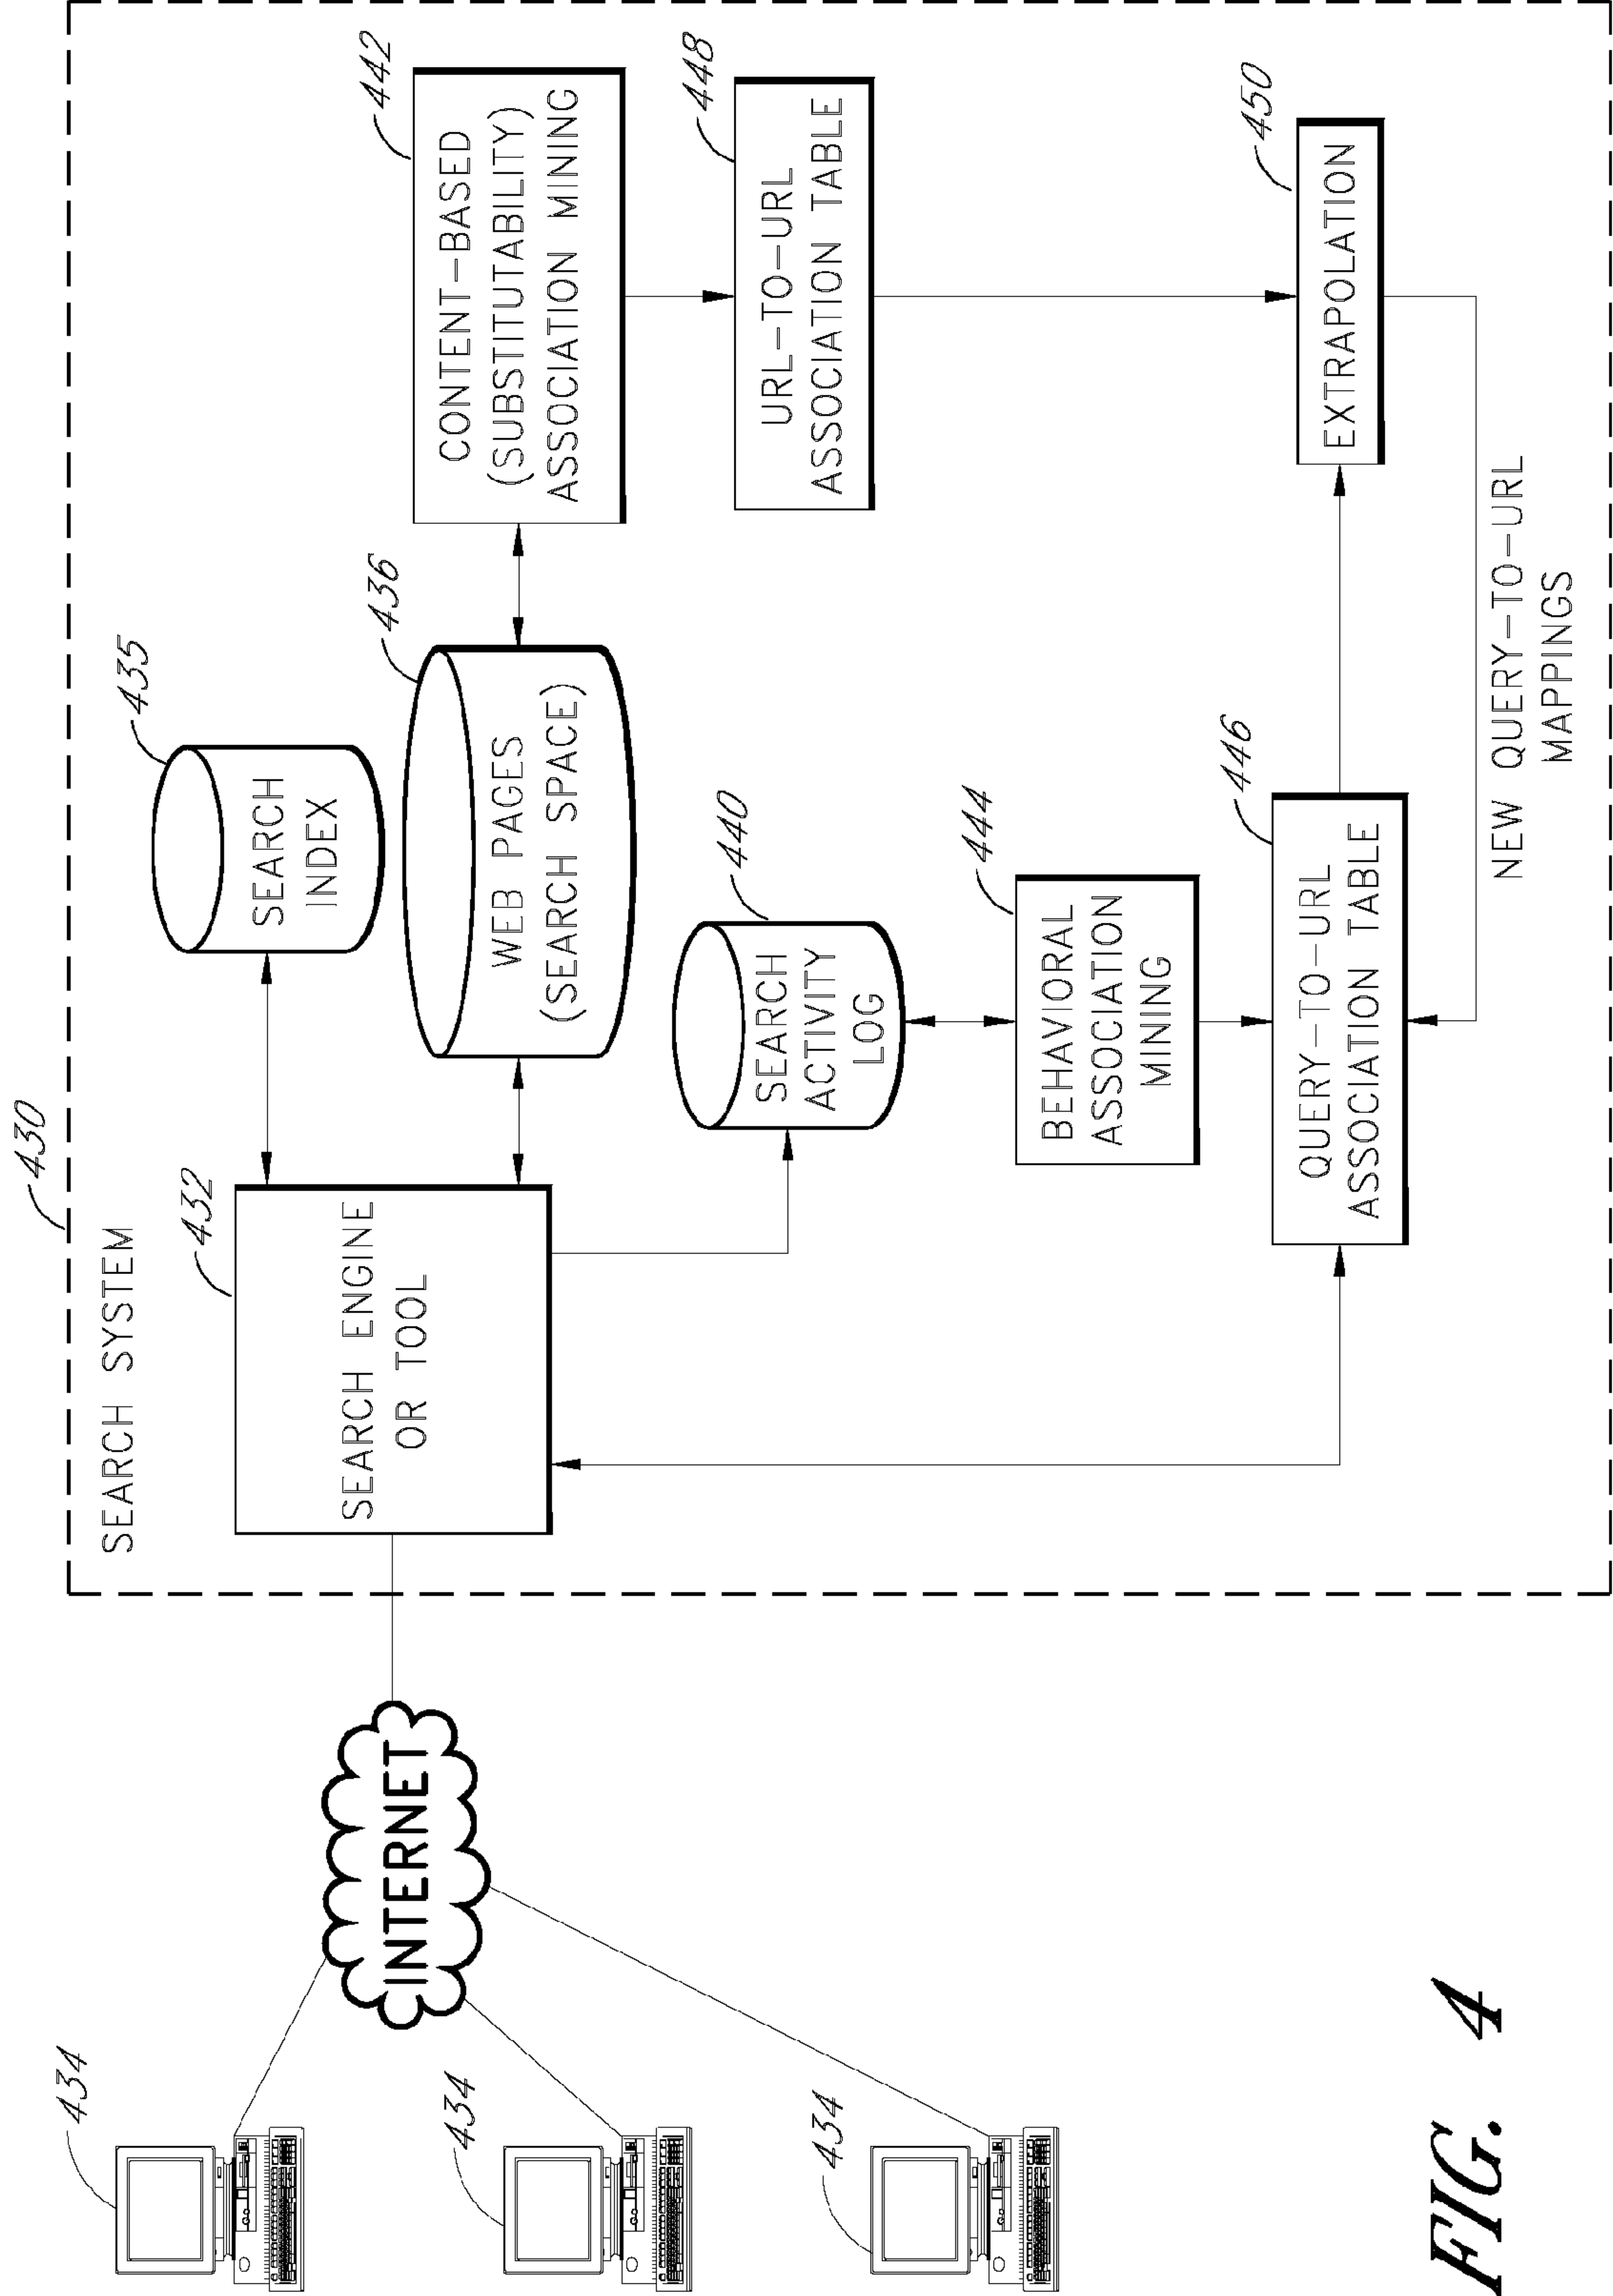 430
SEARCH SYSTEM
434
434
434
INTERNET
432
SEARCH ENGINE
OR TOOL
435
SEARCH
INDEX
436
WEB PAGES
(SEARCH SPACE)
442
CONTENT-BASED
(SUBSTITUTABILITY)
ASSOCIATION MINING
440
SEARCH
ACTIVITY
LOG
448
URL-TO-URL
ASSOCIATION TABLE
444
BEHAVIORAL
ASSOCIATION
MINING
446
QUERY-TO-URL
ASSOCIATION TABLE
450
EXTRAPOLATION
NEW QUERY-TO-URL
MAPPINGS
FIG. 4